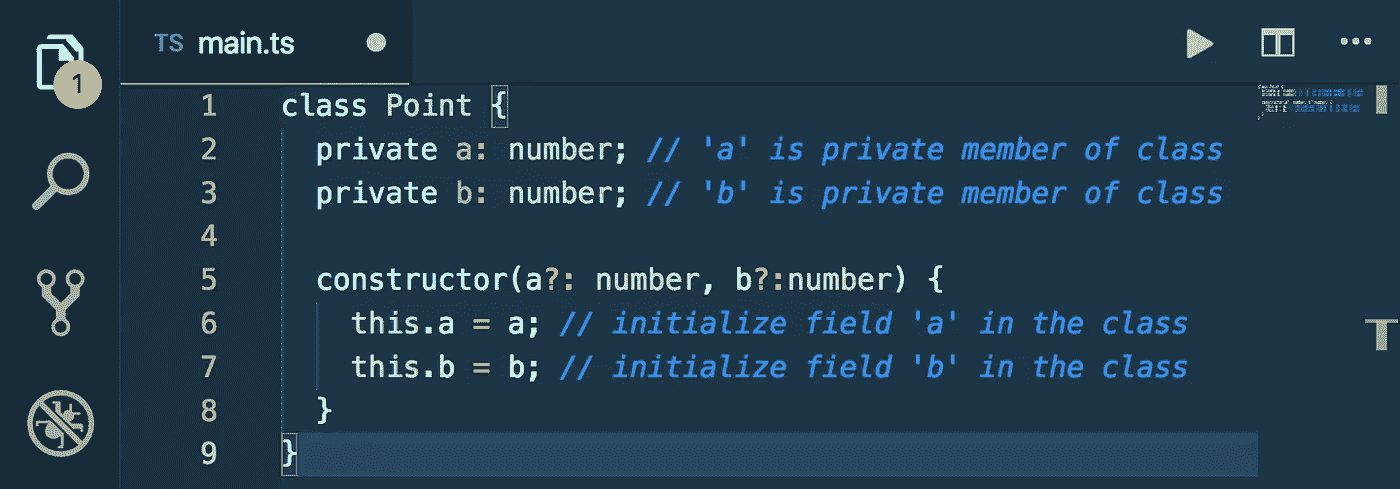 TS main.ts
1
1 class Point {
2 private a: number; // 'a' is private member of class
3 private b: number; // 'b' is private member of class
4
5 constructor(a?: number, b?:number) {
6 this.a = a; // initialize field 'a' in the class
7 this.b = b; // initialize field 'b' in the class
8 }
9 }
T